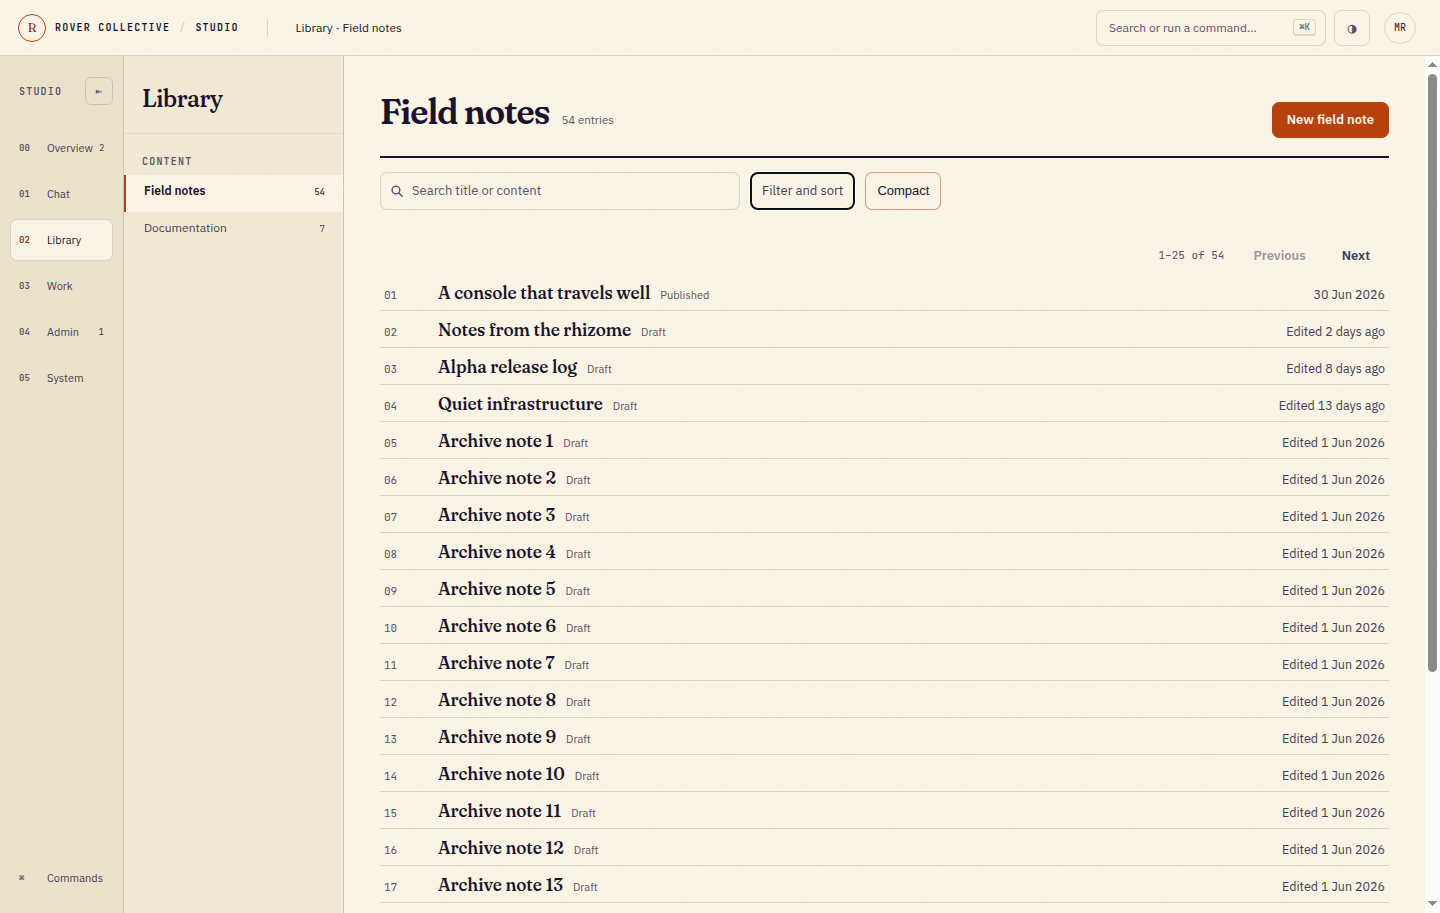 R ROVER COLLECTIVE / STUDIO Library · Field notes Search or run a command... ⌘K ◑ MR
STUDIO ⇤
00 Overview 2
01 Chat
02 Library
03 Work
04 Admin 1
05 System
⌘ Commands
Library
CONTENT
Field notes 54
Documentation 7
Field notes 54 entries New field note
Search title or content Filter and sort Compact
1–25 of 54 Previous Next
01 A console that travels well Published 30 Jun 2026
02 Notes from the rhizome Draft Edited 2 days ago
03 Alpha release log Draft Edited 8 days ago
04 Quiet infrastructure Draft Edited 13 days ago
05 Archive note 1 Draft Edited 1 Jun 2026
06 Archive note 2 Draft Edited 1 Jun 2026
07 Archive note 3 Draft Edited 1 Jun 2026
08 Archive note 4 Draft Edited 1 Jun 2026
09 Archive note 5 Draft Edited 1 Jun 2026
10 Archive note 6 Draft Edited 1 Jun 2026
11 Archive note 7 Draft Edited 1 Jun 2026
12 Archive note 8 Draft Edited 1 Jun 2026
13 Archive note 9 Draft Edited 1 Jun 2026
14 Archive note 10 Draft Edited 1 Jun 2026
15 Archive note 11 Draft Edited 1 Jun 2026
16 Archive note 12 Draft Edited 1 Jun 2026
17 Archive note 13 Draft Edited 1 Jun 2026